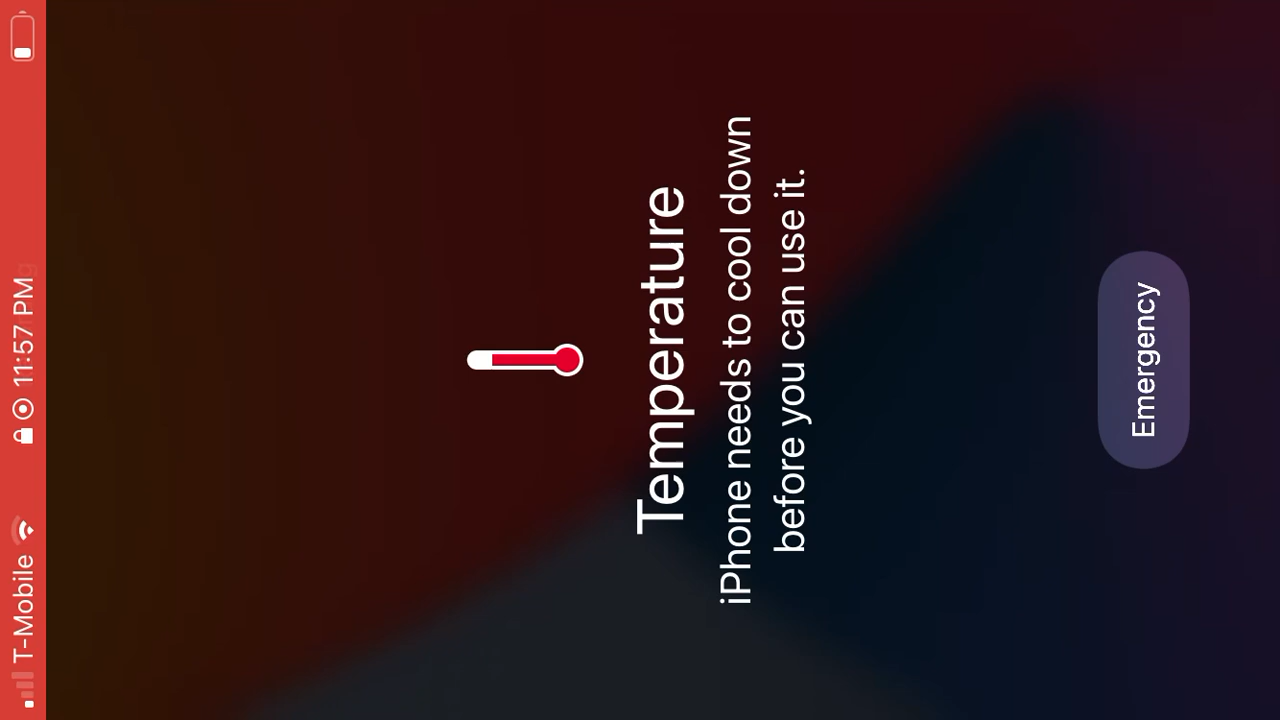 T-Mobile 11:57 PM
Temperature
iPhone needs to cool down
before you can use it.
Emergency